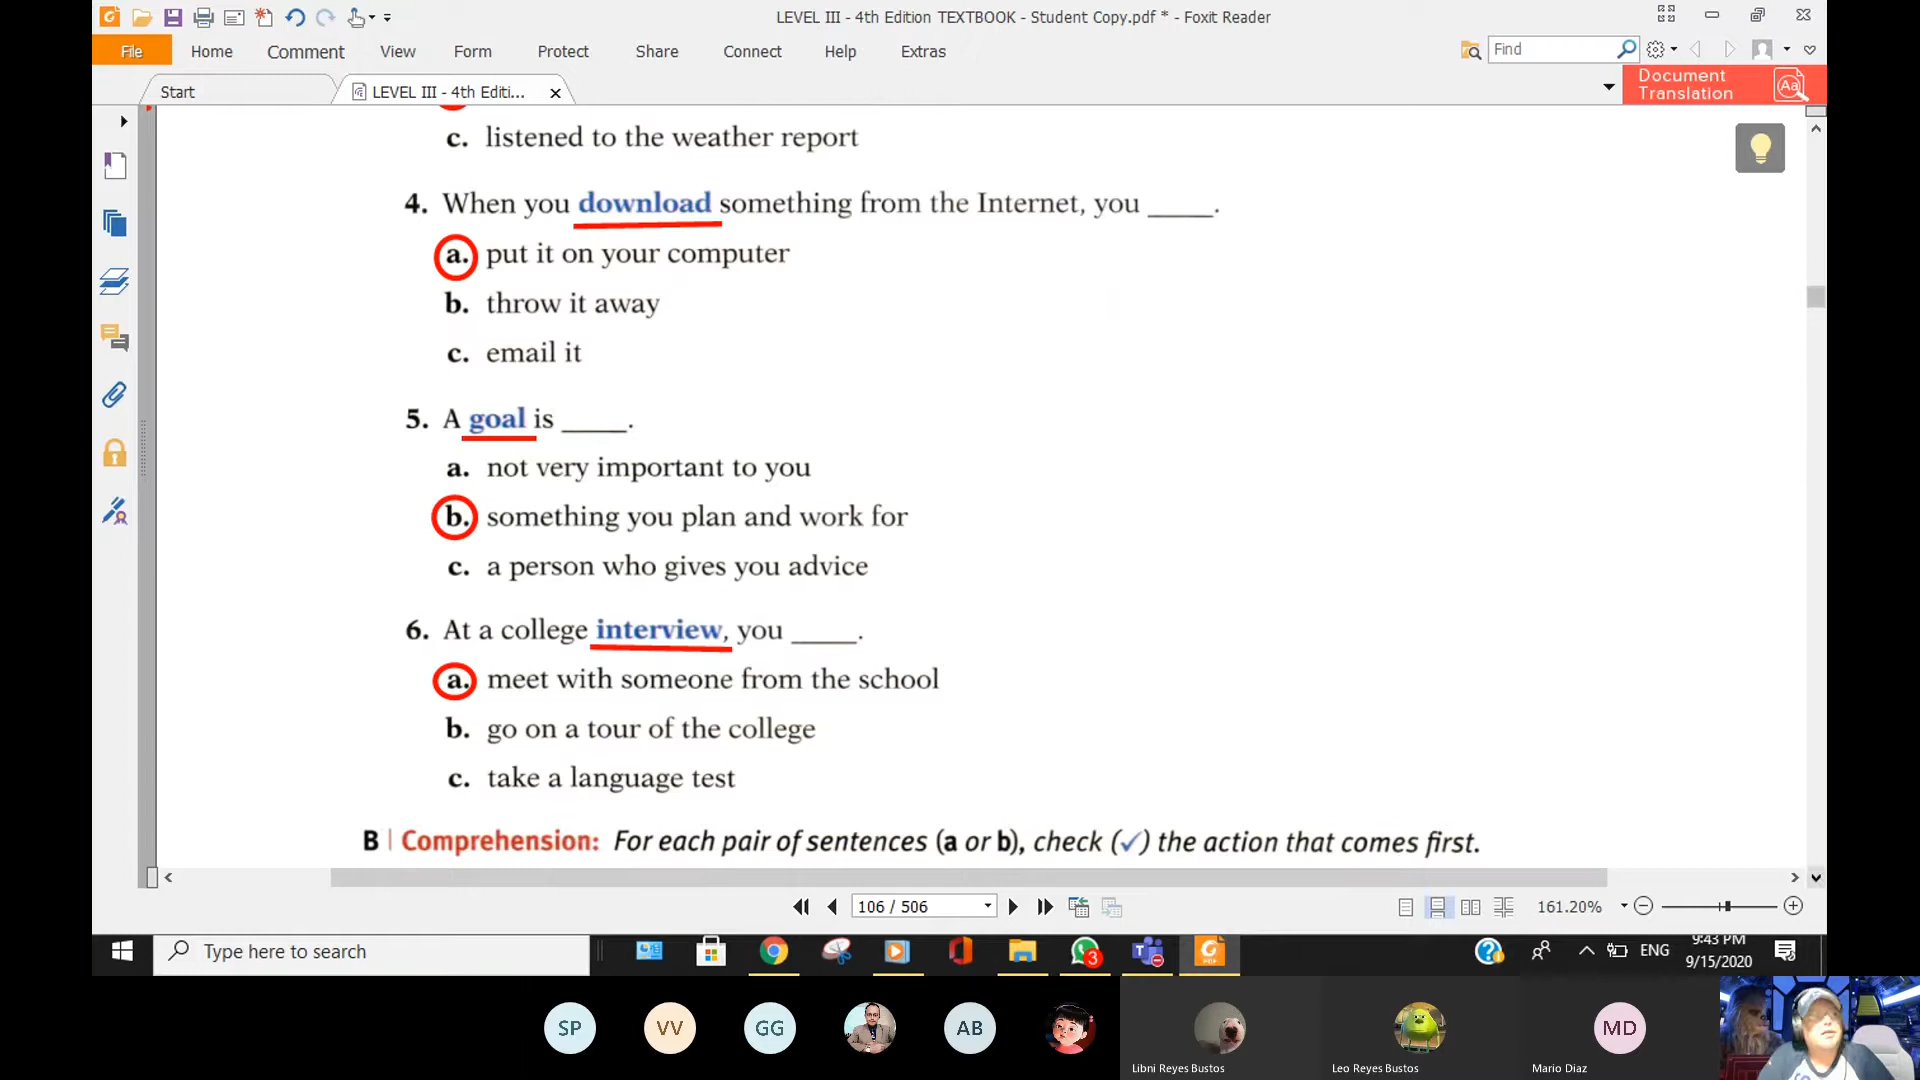 LEVEL III - 4th Edition TEXTBOOK - Student Copy.pdf * - Foxit Reader
File Home Comment View Form Protect Share Connect Help Extras
Find
Start
LEVEL III - 4th Editi...
Document
Translation
c. listened to the weather report
4. When you download something from the Internet, you _____.
a. put it on your computer
b. throw it away
c. email it
5. A goal is _____.
a. not very important to you
b. something you plan and work for
c. a person who gives you advice
6. At a college interview, you _____.
a. meet with someone from the school
b. go on a tour of the college
c. take a language test
B | Comprehension: For each pair of sentences (a or b), check (✓) the action that comes first.
106 / 506
161.20%
Type here to search
3
ENG
9:43 PM
9/15/2020
SP
VV
GG
AB
MD
Libni Reyes Bustos
Leo Reyes Bustos
Mario Diaz